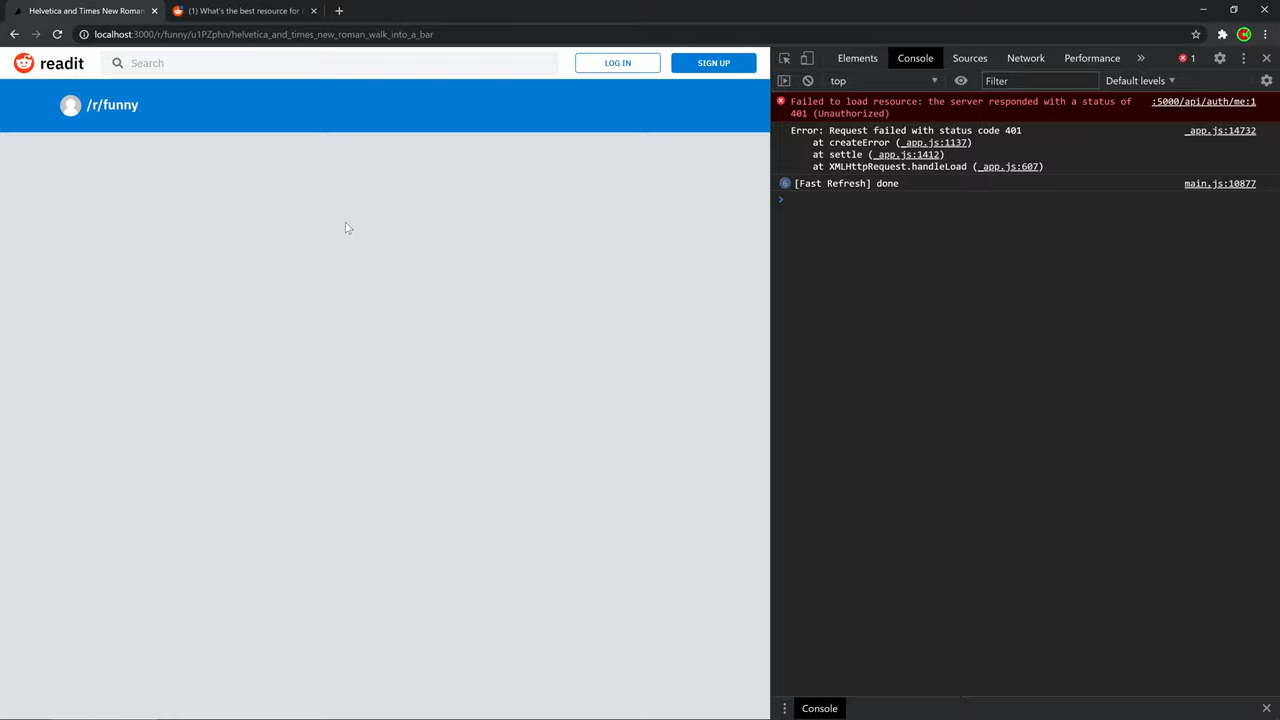 Helvetica and Times New Roman
(1) What's the best resource for
localhost:3000/r/funny/u1PZphn/helvetica_and_times_new_roman_walk_into_a_bar
readit
Search
LOG IN
SIGN UP
/r/funny
Elements
Console
Sources
Network
Performance
1
top
Filter
Default levels
Failed to load resource: the server responded with a status of :5000/api/auth/me:1
401 (Unauthorized)
Error: Request failed with status code 401 _app.js:14732
at createError (_app.js:1137)
at settle (_app.js:1412)
at XMLHttpRequest.handleLoad (_app.js:607)
6 [Fast Refresh] done main.js:10877
Console